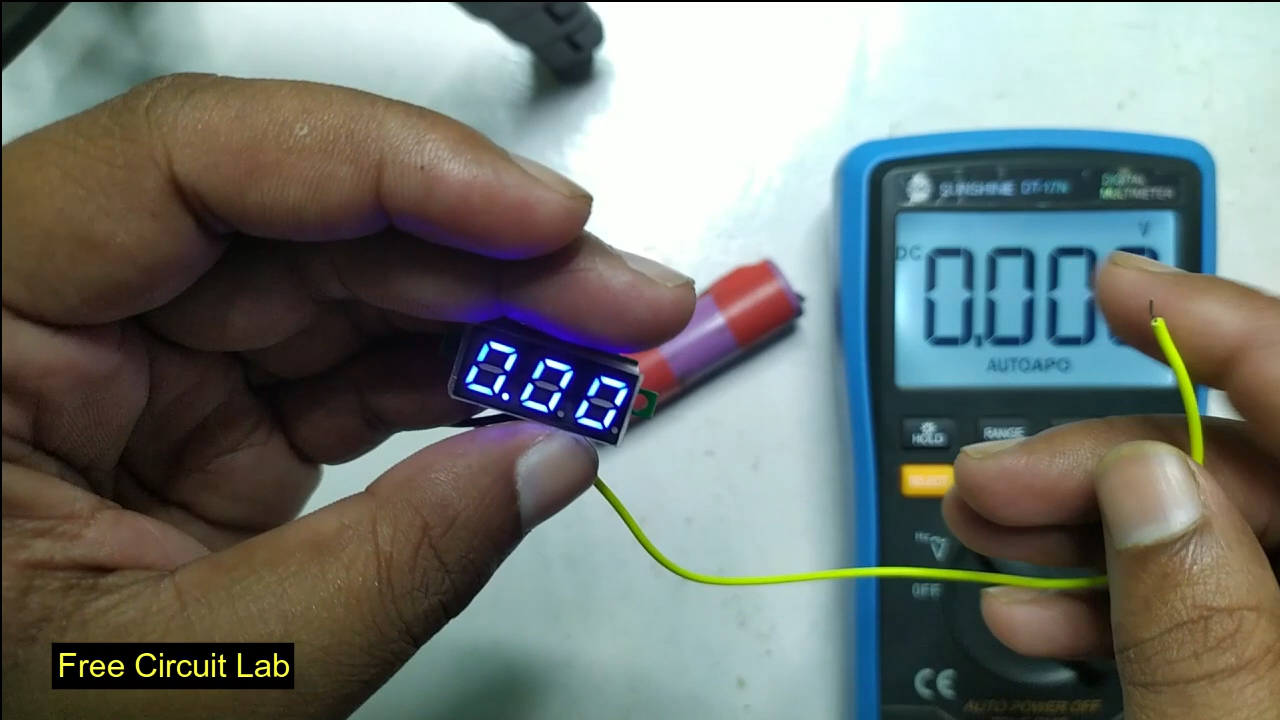 SUNSHINE DT-17N
DIGITAL
MULTIMETER
V
DC
0.00
AUTOAPO
0.00
HOLD
RANGE
SELECT
OFF
CE
AUTO POWER OFF
Free Circuit Lab